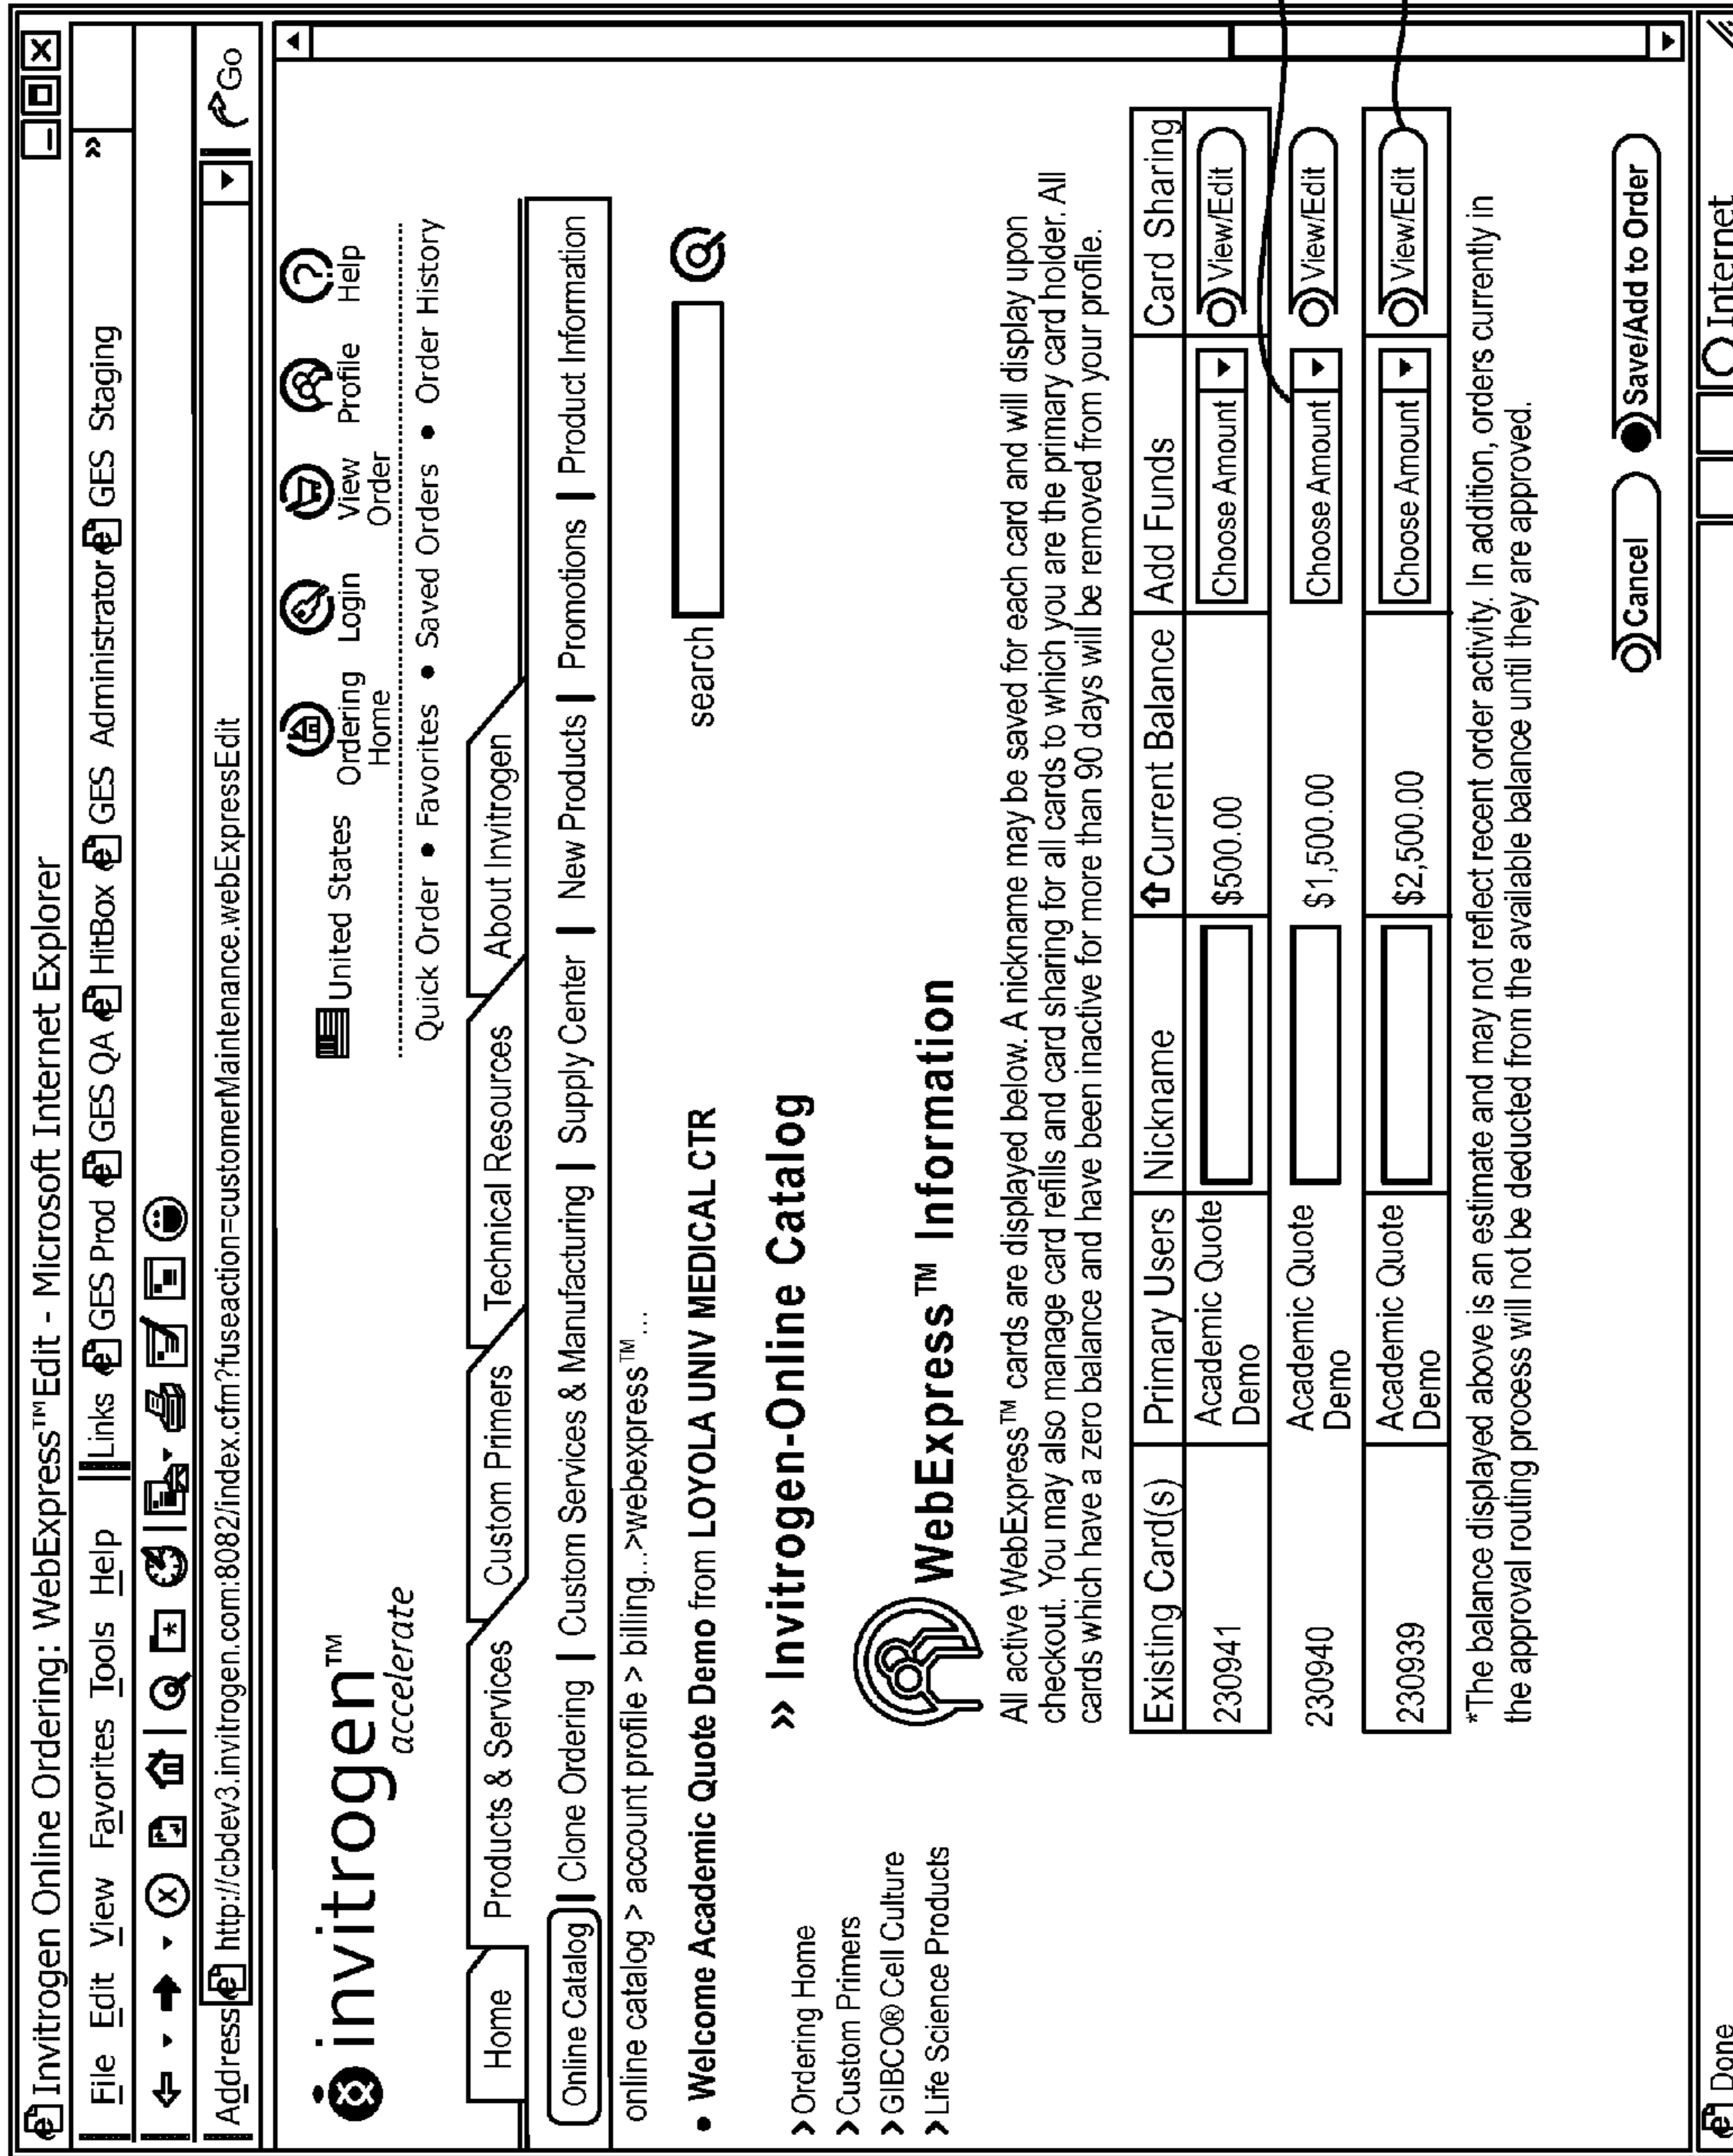 Invitrogen Online Ordering: WebExpress™Edit - Microsoft Internet Explorer
File Edit View Favorites Tools Help Links GES Prod GES QA HitBox GES Administrator GES Staging »
Address http://cbdev3.invitrogen.com:8082/index.cfm?fuseaction=customerMaintenance.webExpressEdit Go
invitrogen™
accelerate
United States Ordering Home Login View Order Profile Help
Quick Order • Favorites • Saved Orders • Order History
Home Products & Services Custom Primers Technical Resources About Invitrogen
Online Catalog | Clone Ordering | Custom Services & Manufacturing | Supply Center | New Products | Promotions | Product Information
online catalog > account profile > billing...>webexpress™...
• Welcome Academic Quote Demo from LOYOLA UNIV MEDICAL CTR
search
» Invitrogen-Online Catalog
› Ordering Home
› Custom Primers
› GIBCO® Cell Culture
› Life Science Products
WebExpress™ Information
All active WebExpress™ cards are displayed below. A nickname may be saved for each card and will display upon
checkout. You may also manage card refills and card sharing for all cards to which you are the primary card holder. All
cards which have a zero balance and have been inactive for more than 90 days will be removed from your profile.
Existing Card(s) Primary Users Nickname Current Balance Add Funds Card Sharing
230941 Academic Quote Demo $500.00 Choose Amount View/Edit
230940 Academic Quote Demo $1,500.00 Choose Amount View/Edit
230939 Academic Quote Demo $2,500.00 Choose Amount View/Edit
*The balance displayed above is an estimate and may not reflect recent order activity. In addition, orders currently in
the approval routing process will not be deducted from the available balance until they are approved.
Cancel Save/Add to Order
Done Internet